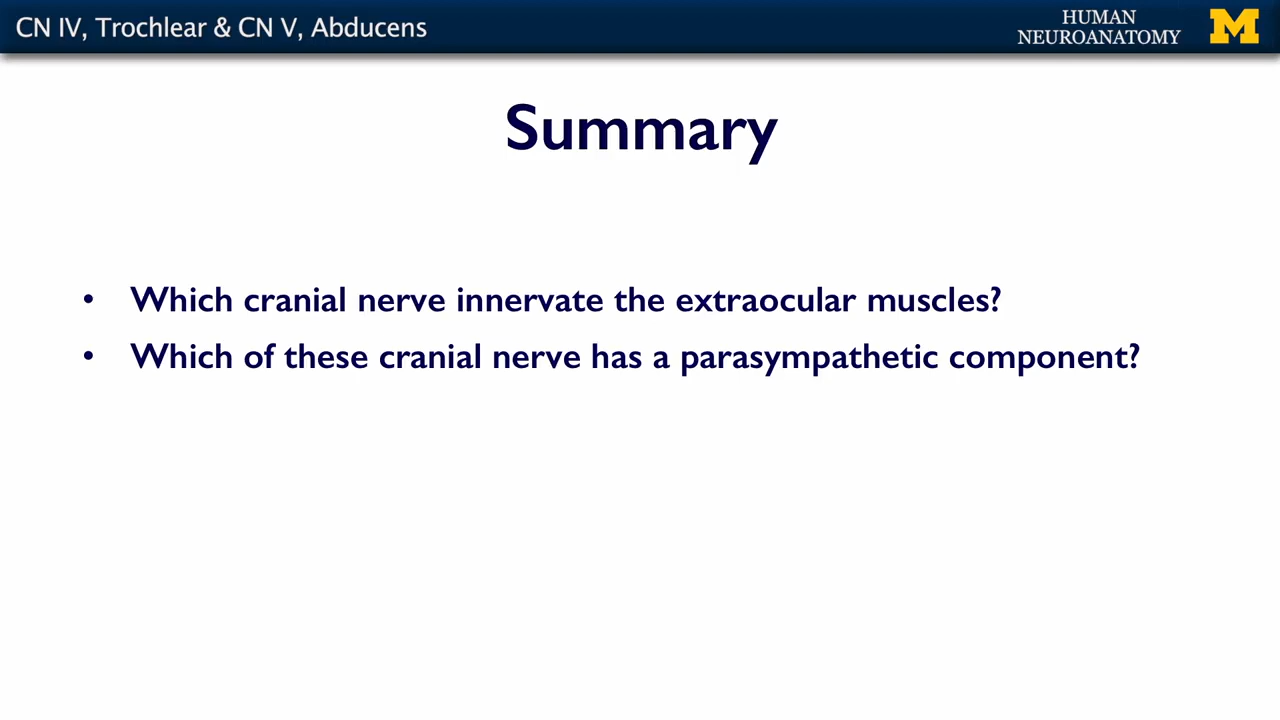 CN IV, Trochlear & CN V, Abducens
HUMAN
NEUROANATOMY
M
Summary
• Which cranial nerve innervate the extraocular muscles?
• Which of these cranial nerve has a parasympathetic component?